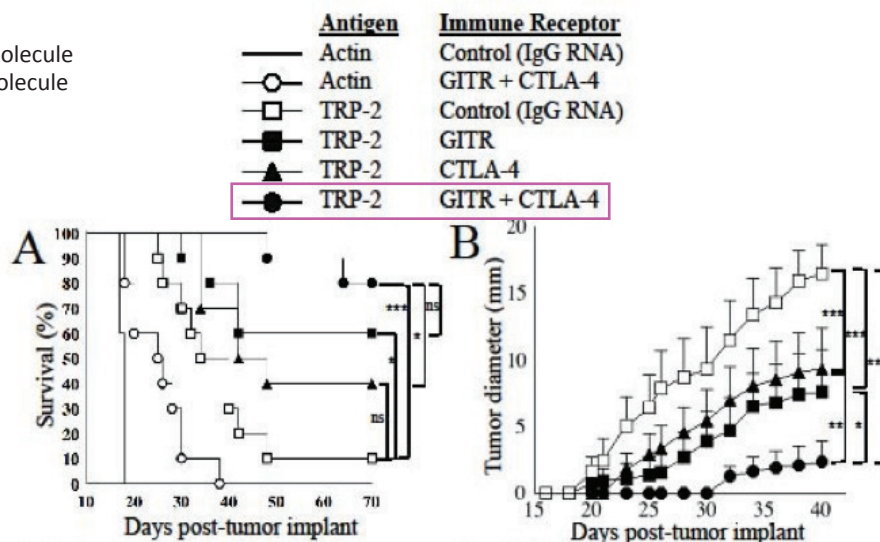 Antigen Immune Receptor
olecule
olecule
Actin Control (IgG RNA)
Actin GITR + CTLA-4
TRP-2 Control (IgG RNA)
TRP-2 GITR
TRP-2 CTLA-4
TRP-2 GITR + CTLA-4
A
100
90
80
70
60
50
40
30
20
10
0
Survival (%)
10 20 30 40 50 60 70
Days post-tumor implant
*** ns
*
*
ns
B
20
15
10
5
0
Tumor diameter (mm)
15 20 25 30 35 40
Days post-tumor implant
*** *** **
** *